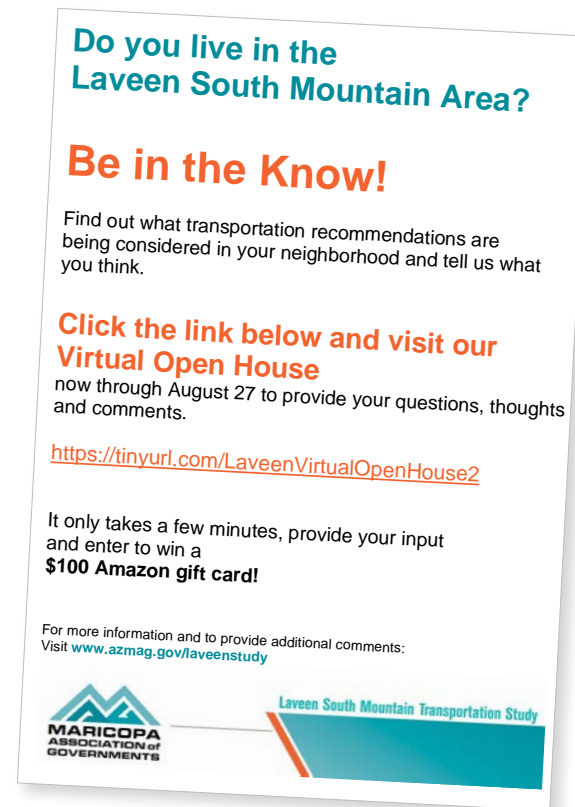 Do you live in the
Laveen South Mountain Area?
Be in the Know!
Find out what transportation recommendations are
being considered in your neighborhood and tell us what
you think.
Click the link below and visit our
Virtual Open House
now through August 27 to provide your questions, thoughts
and comments.
https://tinyurl.com/LaveenVirtualOpenHouse2
It only takes a few minutes, provide your input
and enter to win a
$100 Amazon gift card!
For more information and to provide additional comments:
Visit www.azmag.gov/laveenstudy
MARICOPA
ASSOCIATION of
GOVERNMENTS
Laveen South Mountain Transportation Study